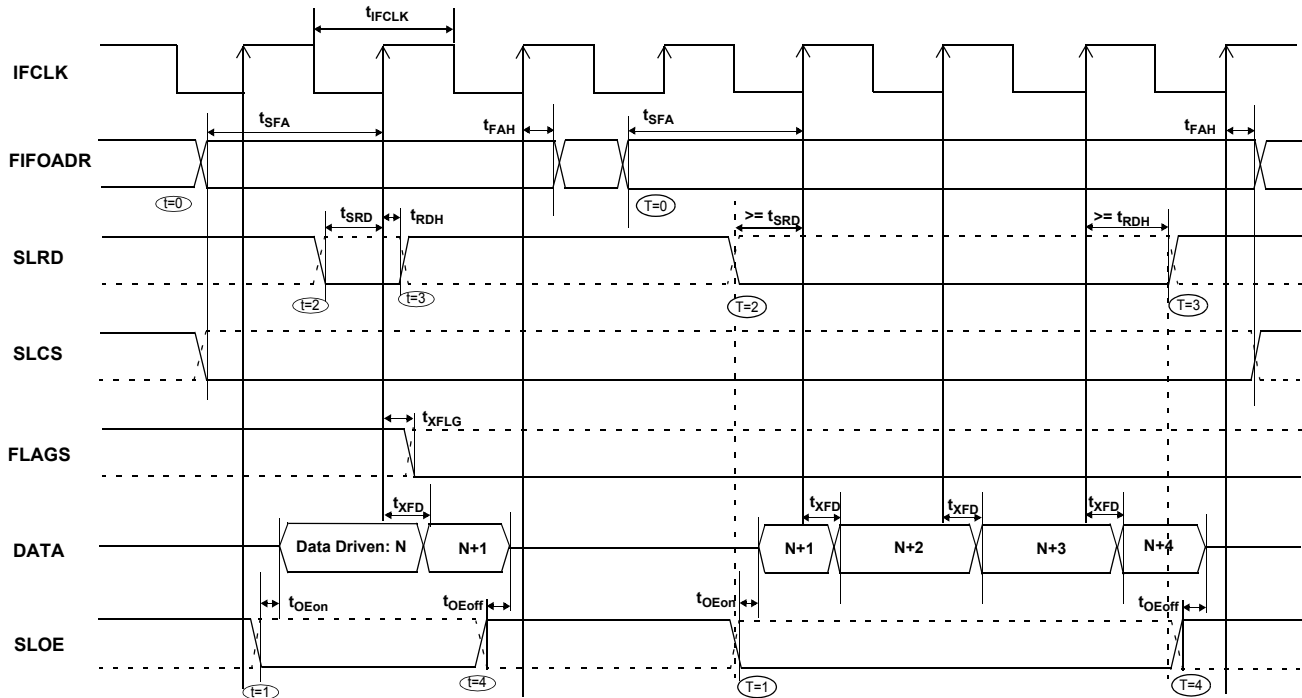 tIFCLK
IFCLK
tSFA
tFAH
tSFA
tFAH
FIFOADR
t=0
T=0
tSRD
tRDH
>= tSRD
>= tRDH
SLRD
t=2
t=3
T=2
T=3
SLCS
tXFLG
FLAGS
tXFD
tXFD
tXFD
tXFD
DATA
Data Driven: N
N+1
N+1
N+2
N+3
N+4
tOEon
tOEoff
tOEon
tOEoff
SLOE
t=1
t=4
T=1
T=4